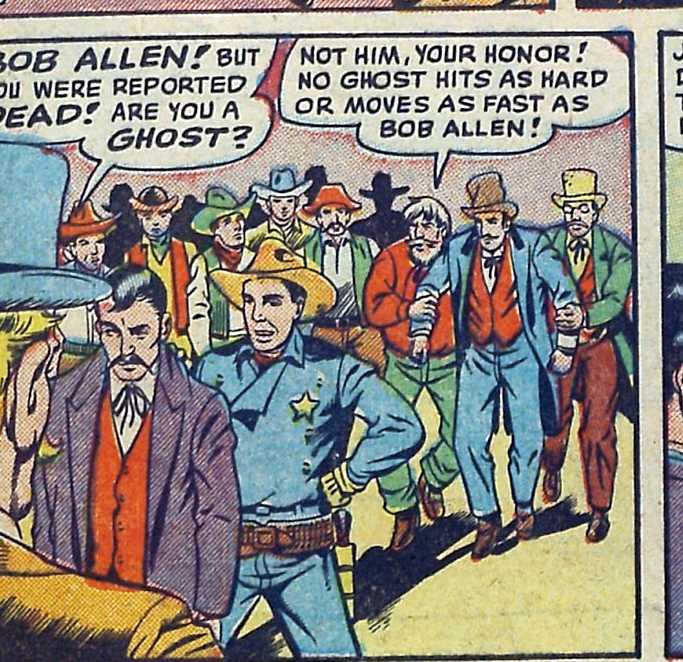 BOB ALLEN! BUT
OU WERE REPORTED
DEAD! ARE YOU A
GHOST?
NOT HIM, YOUR HONOR!
NO GHOST HITS AS HARD
OR MOVES AS FAST AS
BOB ALLEN!